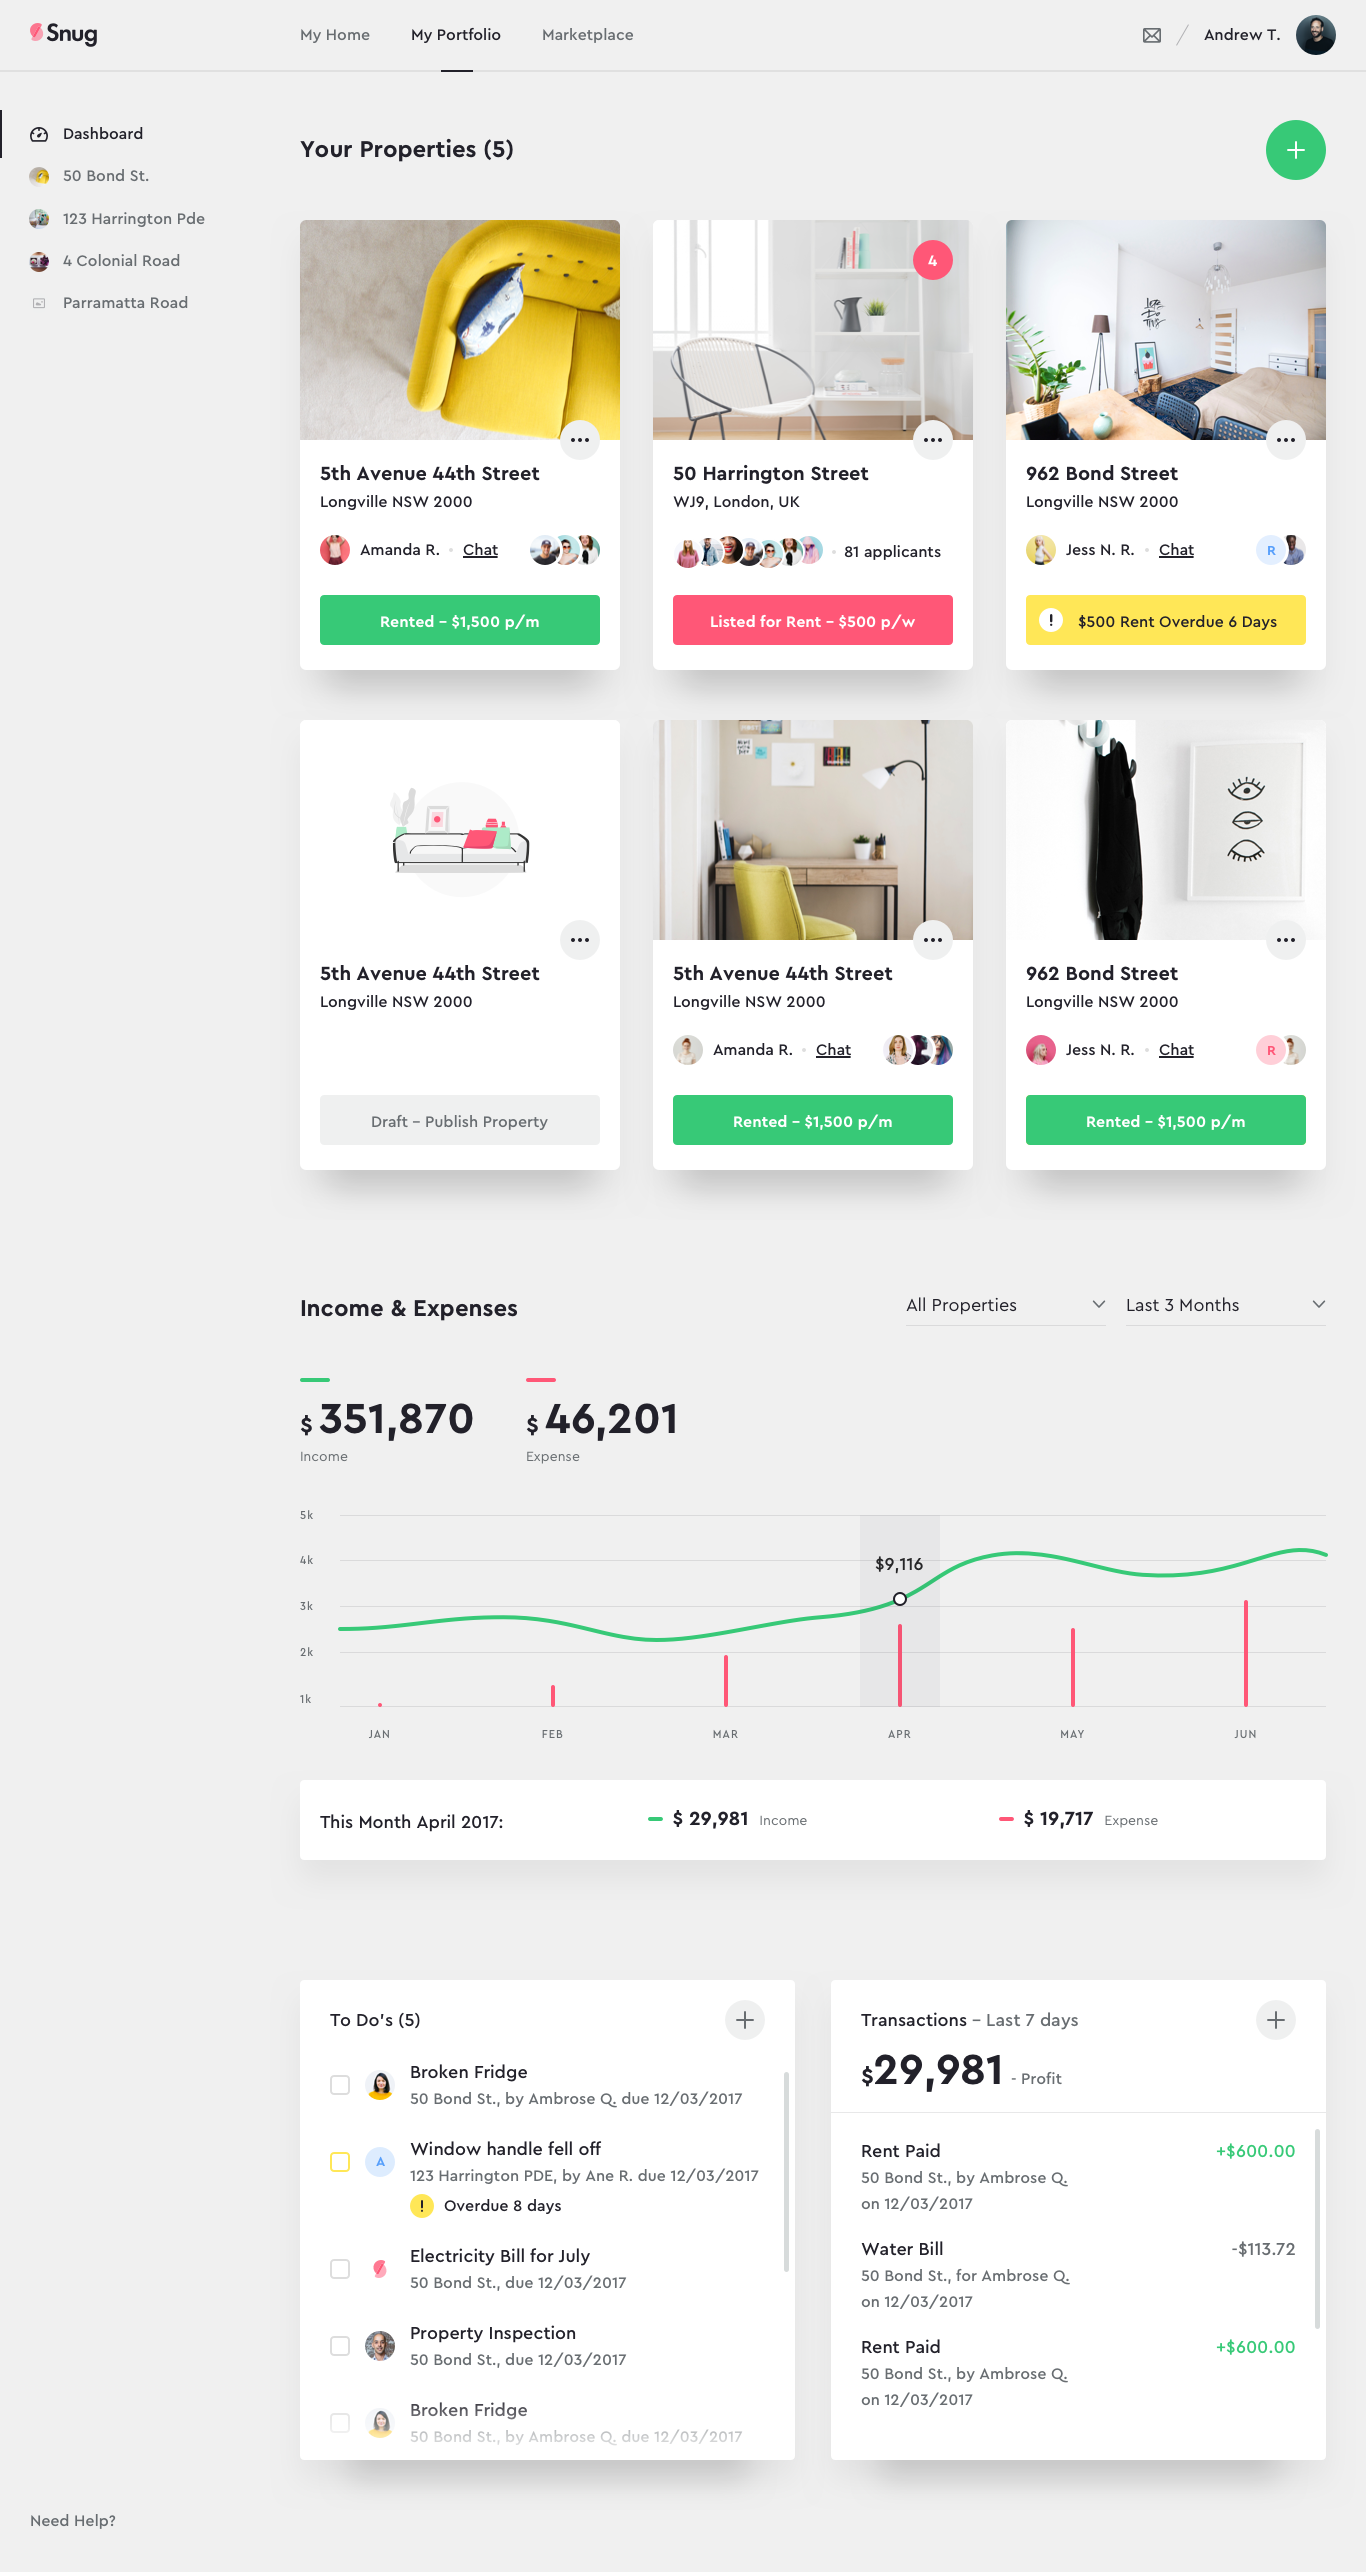 Snug
My Home
My Portfolio
Marketplace
Andrew T.
Dashboard
50 Bond St.
123 Harrington Pde
4 Colonial Road
Parramatta Road
Your Properties (5)
5th Avenue 44th Street
Longville NSW 2000
Amanda R.
Chat
Rented – $1,500 p/m
4
50 Harrington Street
WJ9, London, UK
81 applicants
Listed for Rent – $500 p/w
962 Bond Street
Longville NSW 2000
Jess N. R.
Chat
R
! $500 Rent Overdue 6 Days
5th Avenue 44th Street
Longville NSW 2000
Draft – Publish Property
5th Avenue 44th Street
Longville NSW 2000
Amanda R.
Chat
Rented – $1,500 p/m
962 Bond Street
Longville NSW 2000
Jess N. R.
Chat
R
Rented – $1,500 p/m
Income & Expenses
All Properties
Last 3 Months
$ 351,870
Income
$ 46,201
Expense
5k
4k
3k
2k
1k
$9,116
JAN
FEB
MAR
APR
MAY
JUN
This Month April 2017:
$ 29,981 Income
$ 19,717 Expense
To Do's (5)
Broken Fridge
50 Bond St., by Ambrose Q. due 12/03/2017
A
Window handle fell off
123 Harrington PDE, by Ane R. due 12/03/2017
! Overdue 8 days
Electricity Bill for July
50 Bond St., due 12/03/2017
Property Inspection
50 Bond St., due 12/03/2017
Broken Fridge
50 Bond St., by Ambrose Q. due 12/03/2017
Transactions – Last 7 days
$29,981 - Profit
Rent Paid
+$600.00
50 Bond St., by Ambrose Q.
on 12/03/2017
Water Bill
-$113.72
50 Bond St., for Ambrose Q.
on 12/03/2017
Rent Paid
+$600.00
50 Bond St., by Ambrose Q.
on 12/03/2017
Need Help?